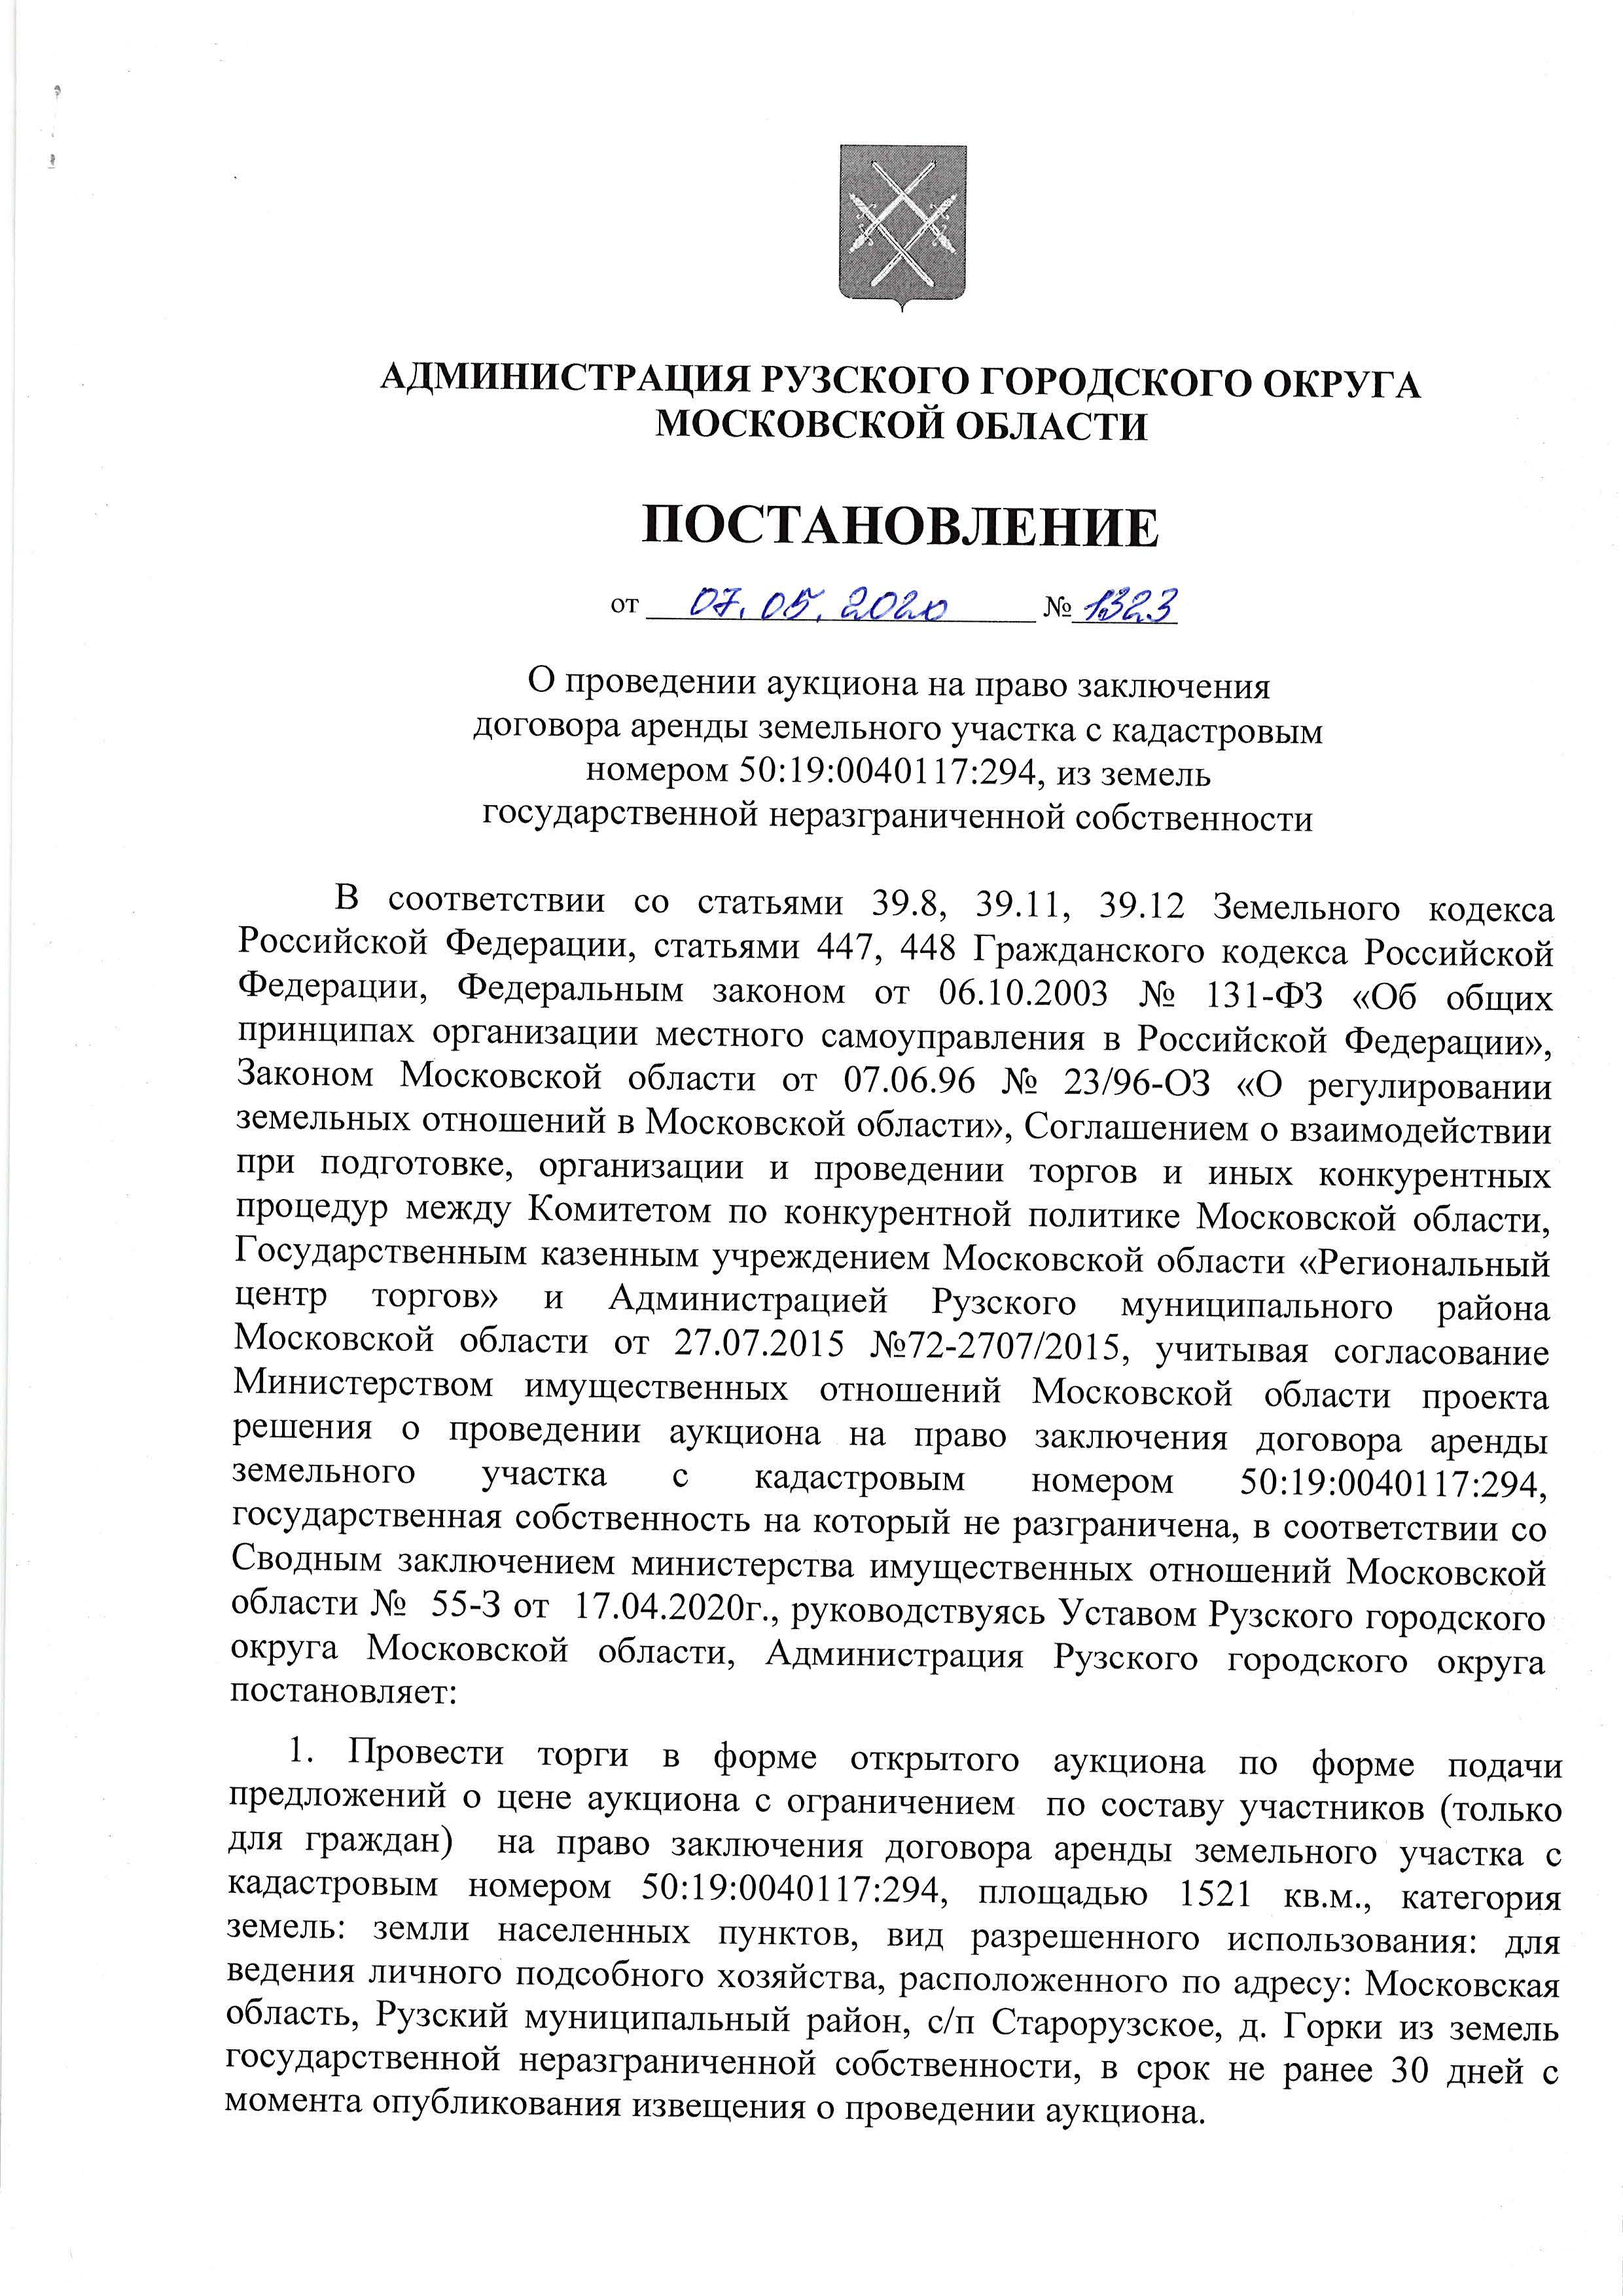 АДМИНИСТРАЦИЯ РУЗСКОГО ГОРОДСКОГО ОКРУГА
МОСКОВСКОЙ ОБЛАСТИ
ПОСТАНОВЛЕНИЕ
от 07.05.2020 № 1323
О проведении аукциона на право заключения
договора аренды земельного участка с кадастровым
номером 50:19:0040117:294, из земель
государственной неразграниченной собственности
В соответствии со статьями 39.8, 39.11, 39.12 Земельного кодекса
Российской Федерации, статьями 447, 448 Гражданского кодекса Российской
Федерации, Федеральным законом от 06.10.2003 № 131-ФЗ «Об общих
принципах организации местного самоуправления в Российской Федерации»,
Законом Московской области от 07.06.96 № 23/96-ОЗ «О регулировании
земельных отношений в Московской области», Соглашением о взаимодействии
при подготовке, организации и проведении торгов и иных конкурентных
процедур между Комитетом по конкурентной политике Московской области,
Государственным казенным учреждением Московской области «Региональный
центр торгов» и Администрацией Рузского муниципального района
Московской области от 27.07.2015 №72-2707/2015, учитывая согласование
Министерством имущественных отношений Московской области проекта
решения о проведении аукциона на право заключения договора аренды
земельного участка с кадастровым номером 50:19:0040117:294,
государственная собственность на который не разграничена, в соответствии со
Сводным заключением министерства имущественных отношений Московской
области № 55-З от 17.04.2020г., руководствуясь Уставом Рузского городского
округа Московской области, Администрация Рузского городского округа
постановляет:
1. Провести торги в форме открытого аукциона по форме подачи
предложений о цене аукциона с ограничением по составу участников (только
для граждан) на право заключения договора аренды земельного участка с
кадастровым номером 50:19:0040117:294, площадью 1521 кв.м., категория
земель: земли населенных пунктов, вид разрешенного использования: для
ведения личного подсобного хозяйства, расположенного по адресу: Московская
область, Рузский муниципальный район, с/п Старорузское, д. Горки из земель
государственной неразграниченной собственности, в срок не ранее 30 дней с
момента опубликования извещения о проведении аукциона.